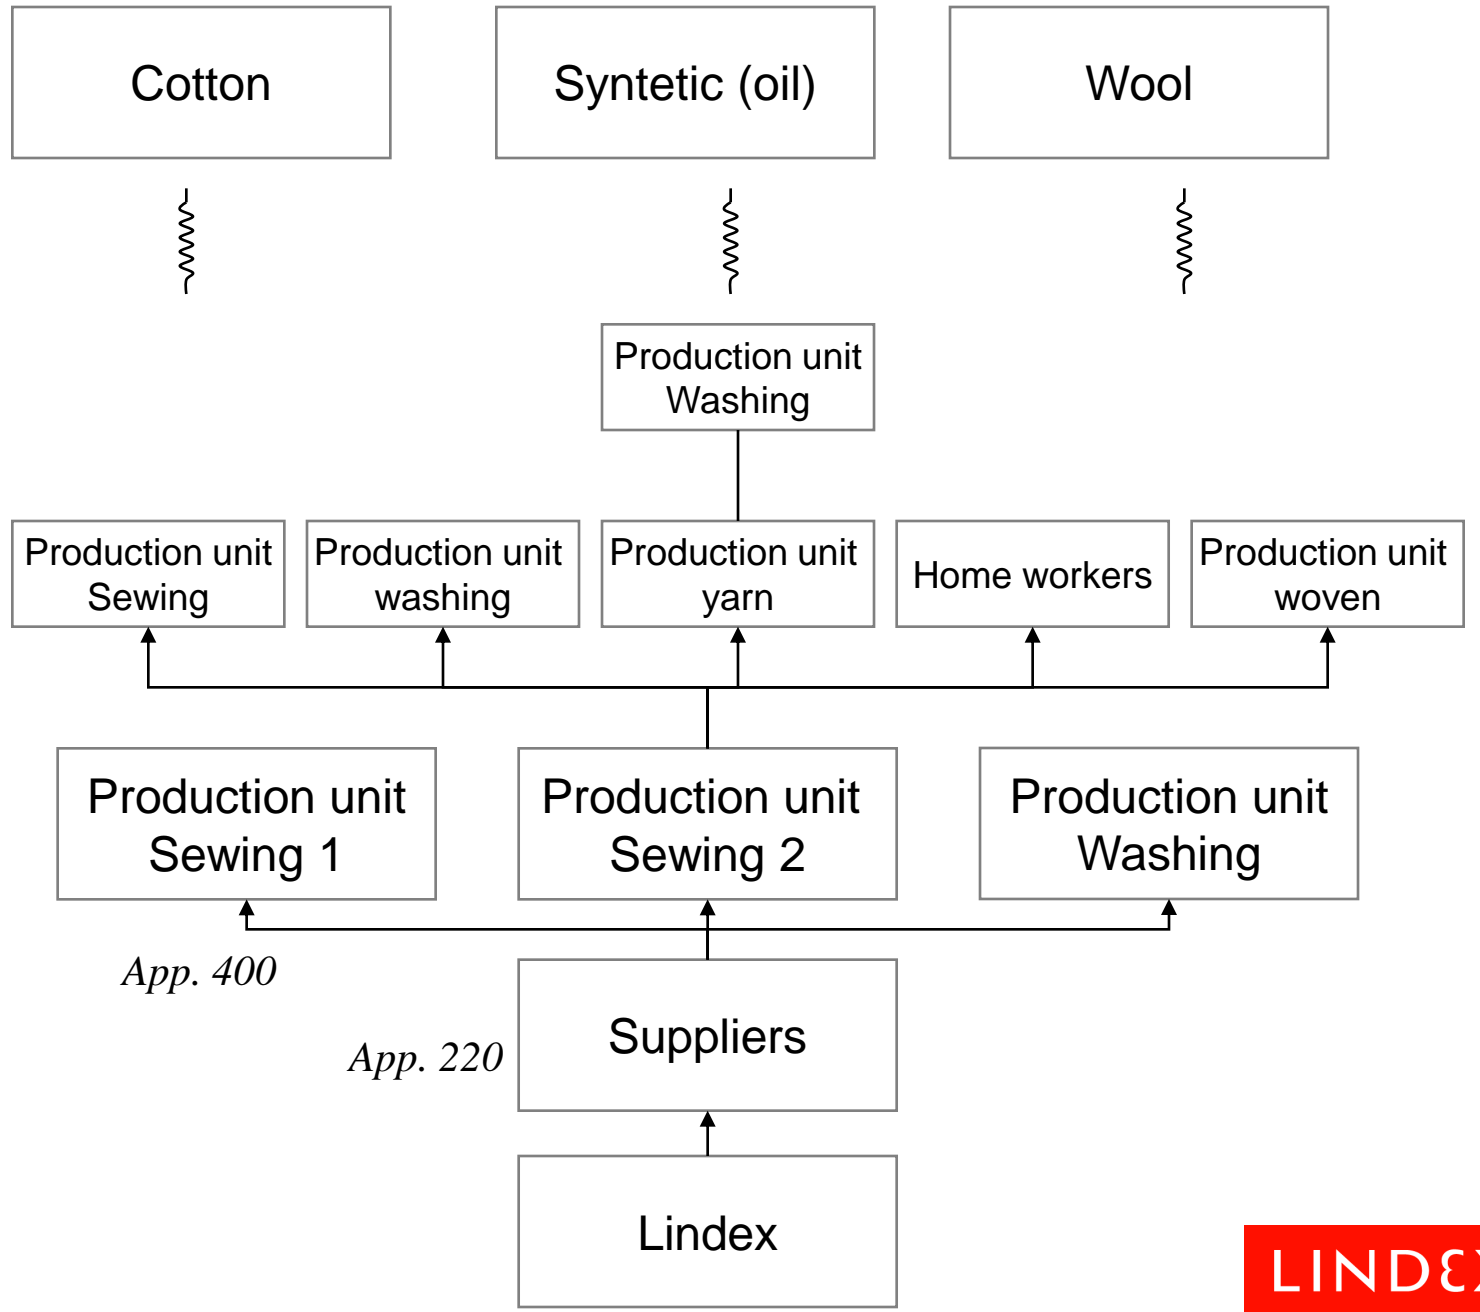 Cotton
Syntetic (oil)
Wool
Production unit
Washing
Production unit
Sewing
Production unit
washing
Production unit
yarn
Home workers
Production unit
woven
Production unit
Sewing 1
Production unit
Sewing 2
Production unit
Washing
App. 400
Suppliers
App. 220
Lindex
LINDEX